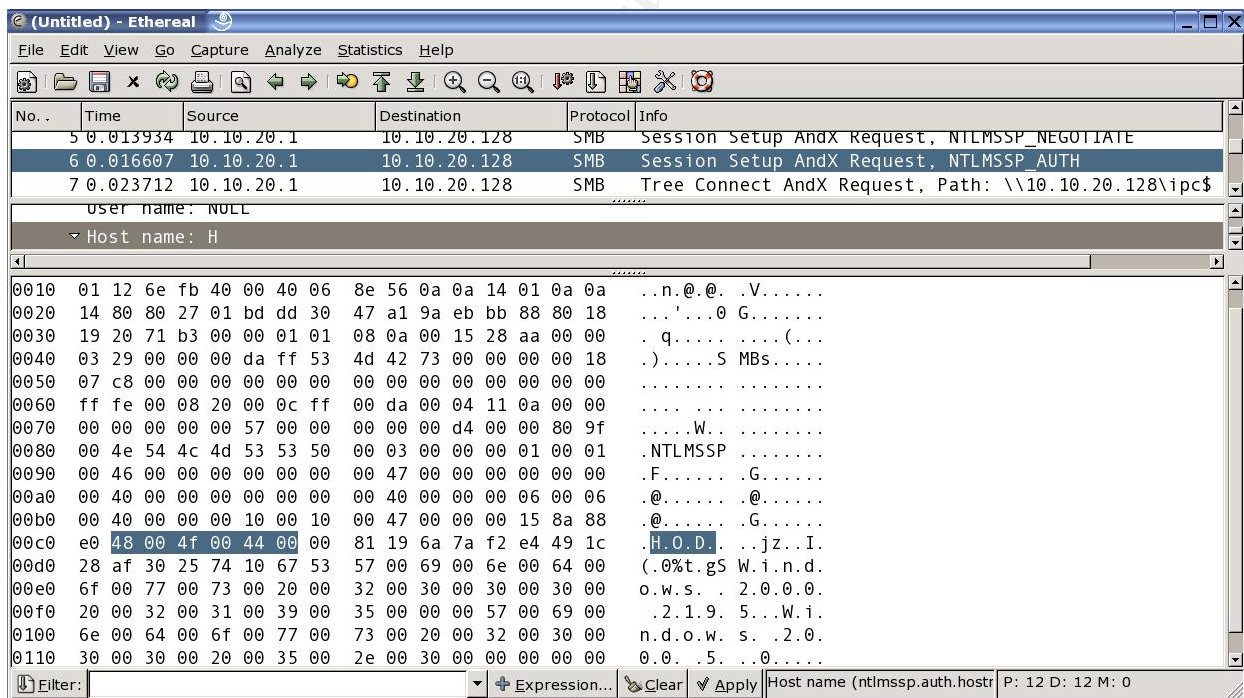 (Untitled) - Ethereal
File Edit View Go Capture Analyze Statistics Help
No. . Time Source Destination Protocol Info
5 0.013934 10.10.20.1 10.10.20.128 SMB Session Setup AndX Request, NTLMSSP_NEGOTIATE
6 0.016607 10.10.20.1 10.10.20.128 SMB Session Setup AndX Request, NTLMSSP_AUTH
7 0.023712 10.10.20.1 10.10.20.128 SMB Tree Connect AndX Request, Path: \\10.10.20.128\ipc$
User name: NULL
Host name: H
0010 01 12 6e fb 40 00 40 06 8e 56 0a 0a 14 01 0a 0a ..n.@.@. .V......
0020 14 80 80 27 01 bd dd 30 47 a1 9a eb bb 88 80 18 ...'...0 G.......
0030 19 20 71 b3 00 00 01 01 08 0a 00 15 28 aa 00 00 . q..... ....(...
0040 03 29 00 00 00 da ff 53 4d 42 73 00 00 00 00 18 .).....S MBs.....
0050 07 c8 00 00 00 00 00 00 00 00 00 00 00 00 00 00 ........ ........
0060 ff fe 00 08 20 00 0c ff 00 da 00 04 11 0a 00 00 .... ... ........
0070 00 00 00 00 00 57 00 00 00 00 00 d4 00 00 80 9f .....W.. ........
0080 00 4e 54 4c 4d 53 53 50 00 03 00 00 00 01 00 01 .NTLMSSP ........
0090 00 46 00 00 00 00 00 00 00 47 00 00 00 00 00 00 .F...... .G......
00a0 00 40 00 00 00 00 00 00 00 40 00 00 00 06 00 06 .@...... .@......
00b0 00 40 00 00 00 10 00 10 00 47 00 00 00 15 8a 88 .@...... .G......
00c0 e0 48 00 4f 00 44 00 00 81 19 6a 7a f2 e4 49 1c .H.O.D.. ..jz..I.
00d0 28 af 30 25 74 10 67 53 57 00 69 00 6e 00 64 00 (.0%t.gS W.i.n.d.
00e0 6f 00 77 00 73 00 20 00 32 00 30 00 30 00 30 00 o.w.s. . 2.0.0.0.
00f0 20 00 32 00 31 00 39 00 35 00 00 00 57 00 69 00 .2.1.9. 5...W.i.
0100 6e 00 64 00 6f 00 77 00 73 00 20 00 32 00 30 00 n.d.o.w. s. .2.0.
0110 30 00 30 00 20 00 35 00 2e 00 30 00 00 00 00 00 0.0. .5. ..0.....
Filter: Expression... Clear Apply Host name (ntlmssp.auth.hostr P: 12 D: 12 M: 0